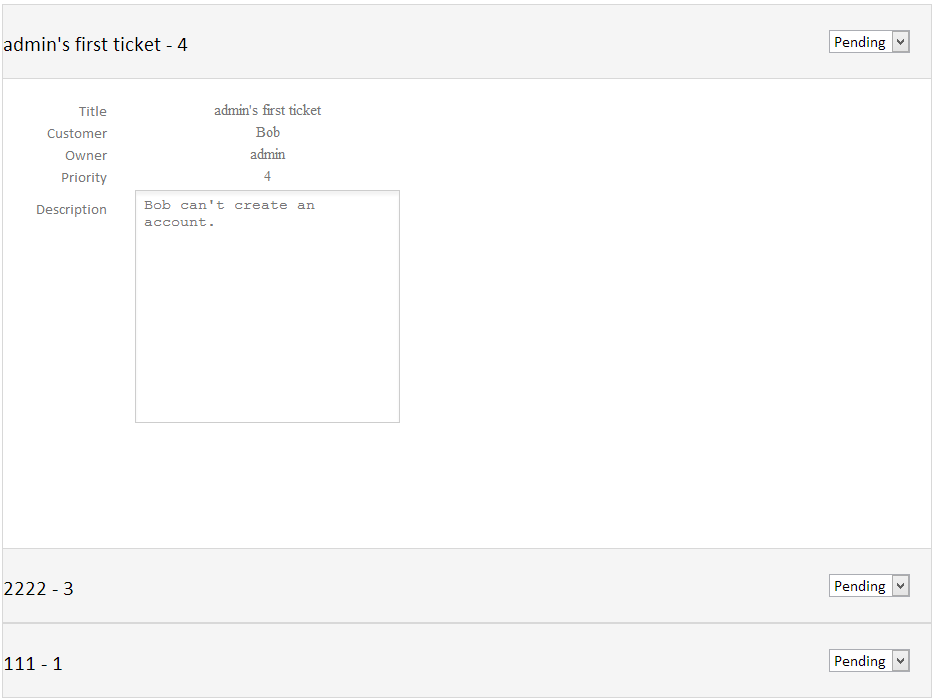 admin's first ticket - 4 Pending
Title admin's first ticket
Customer Bob
Owner admin
Priority 4
Description Bob can't create an
account.
2222 - 3 Pending
111 - 1 Pending